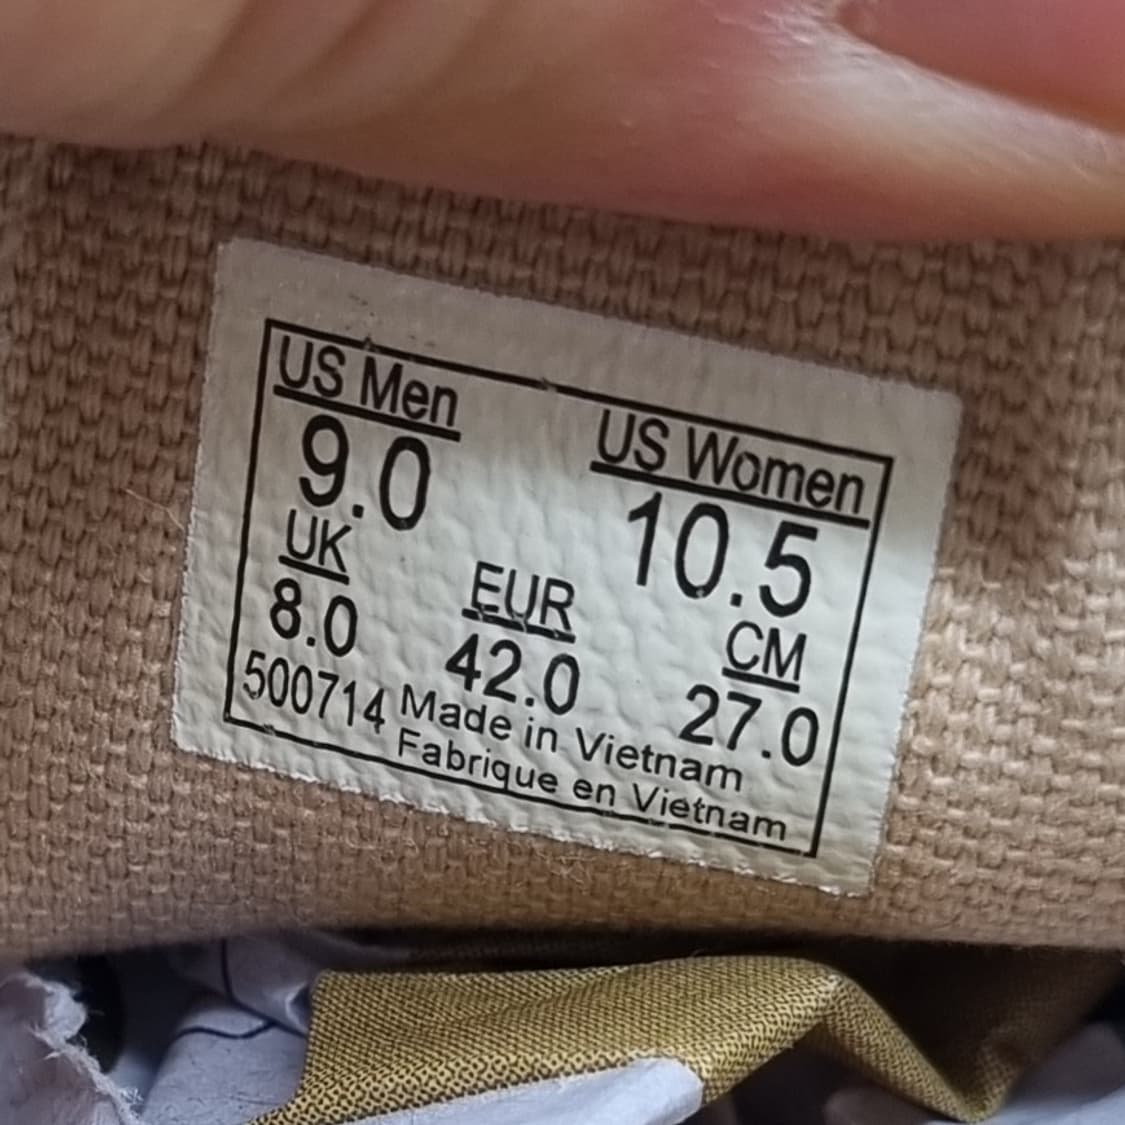 US Men US Women
9.0 10.5
UK EUR CM
8.0 42.0 27.0
500714 Made in Vietnam
Fabrique en Vietnam